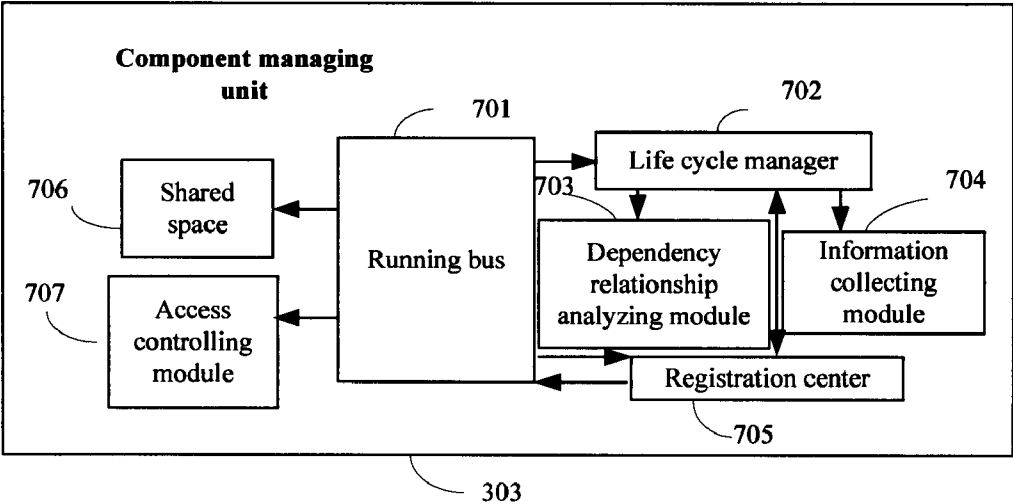 Component managing
unit
701
702
Life cycle manager
703
704
706
Shared
space
Running bus
Dependency
relationship
analyzing module
Information
collecting
module
707
Access
controlling
module
Registration center
705
303